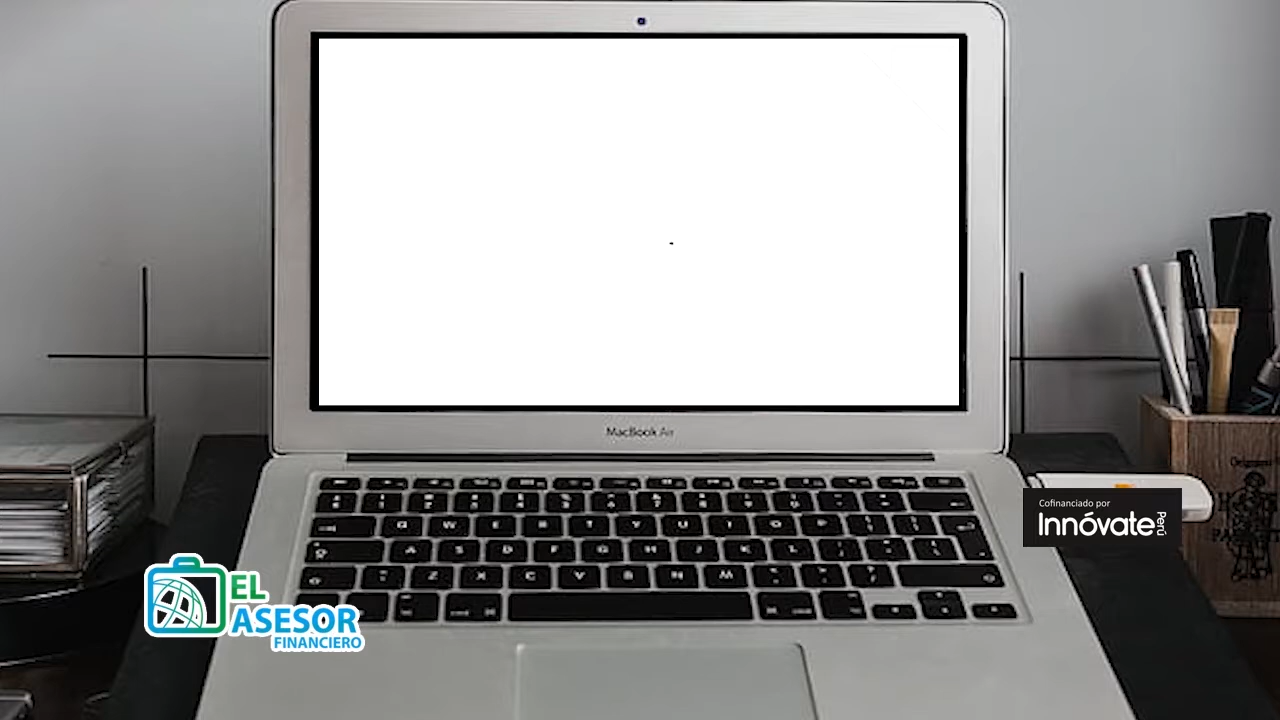 MacBook Air
Cofinanciado por
Innóvate Perú
EL
ASESOR
FINANCIERO
Q W E R T Y U I O P
A S D F G H J K L
Z X C V B N M